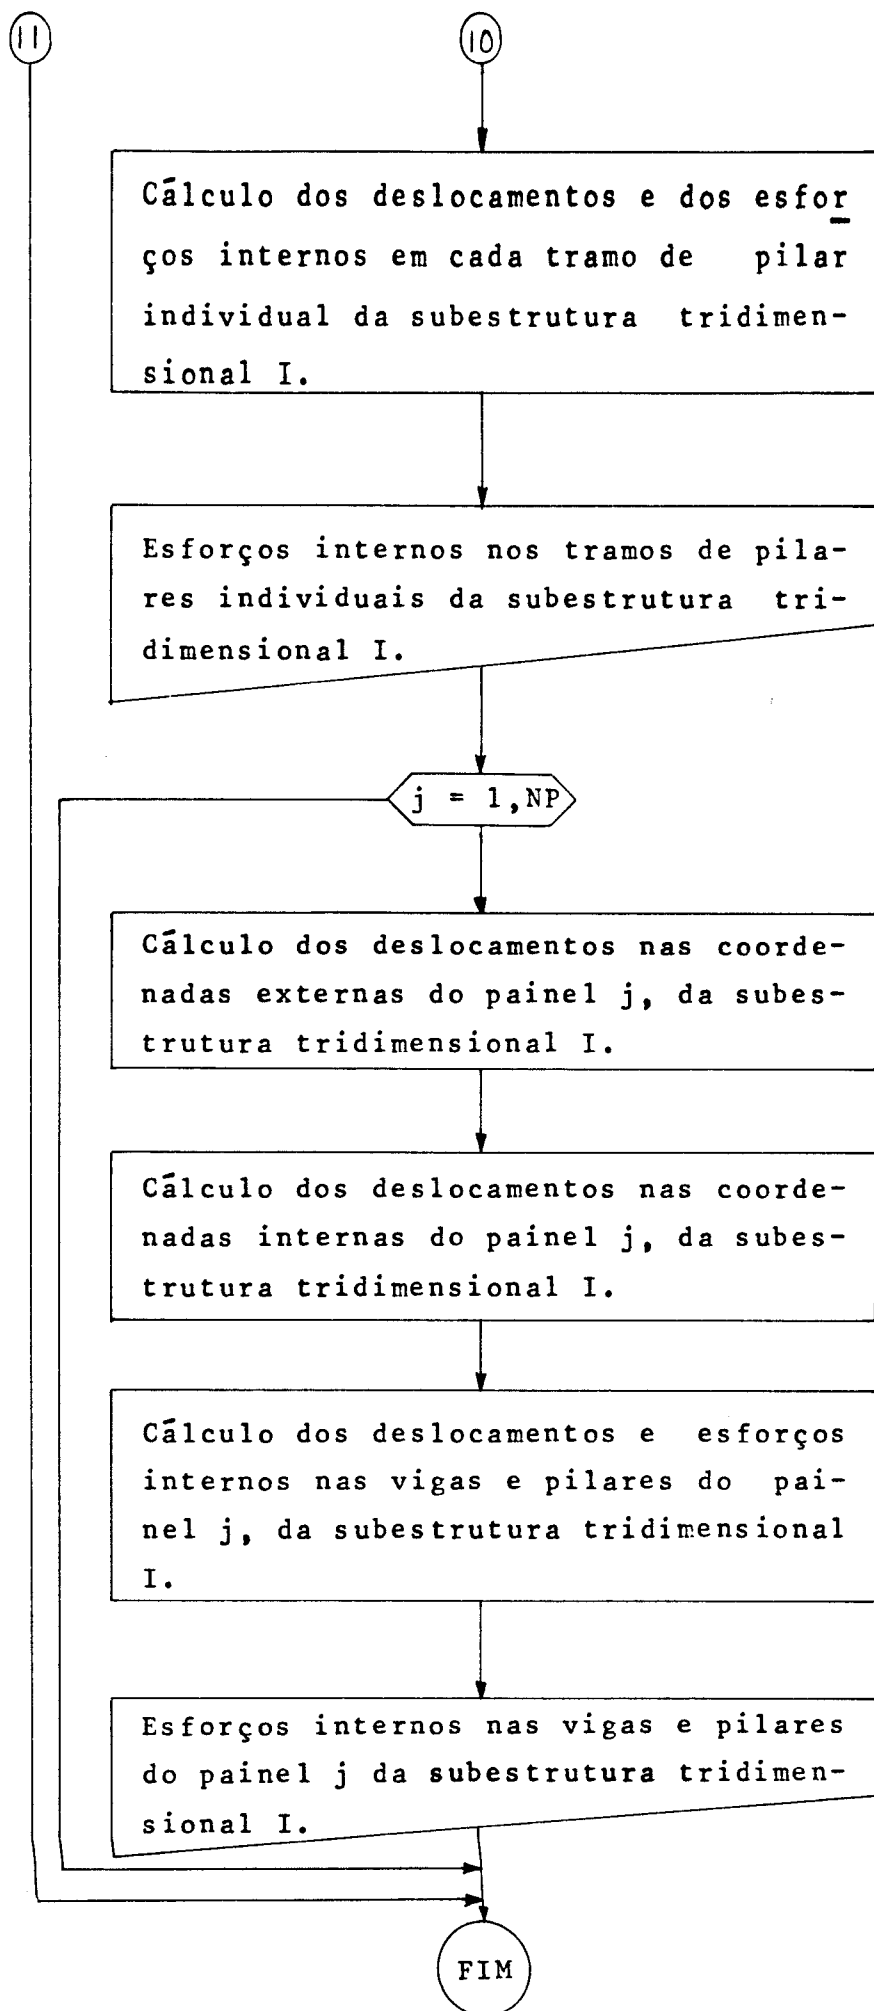 11
10
Cálculo dos deslocamentos e dos esfor
ços internos em cada tramo de pilar
individual da subestrutura tridimen-
sional I.
Esforços internos nos tramos de pila-
res individuais da subestrutura tri-
dimensional I.
j = 1,NP
Cálculo dos deslocamentos nas coorde-
nadas externas do painel j, da subes-
trutura tridimensional I.
Cálculo dos deslocamentos nas coorde-
nadas internas do painel j, da subes-
trutura tridimensional I.
Cálculo dos deslocamentos e esforços
internos nas vigas e pilares do pai-
nel j, da subestrutura tridimensional
I.
Esforços internos nas vigas e pilares
do painel j da subestrutura tridimen-
sional I.
FIM